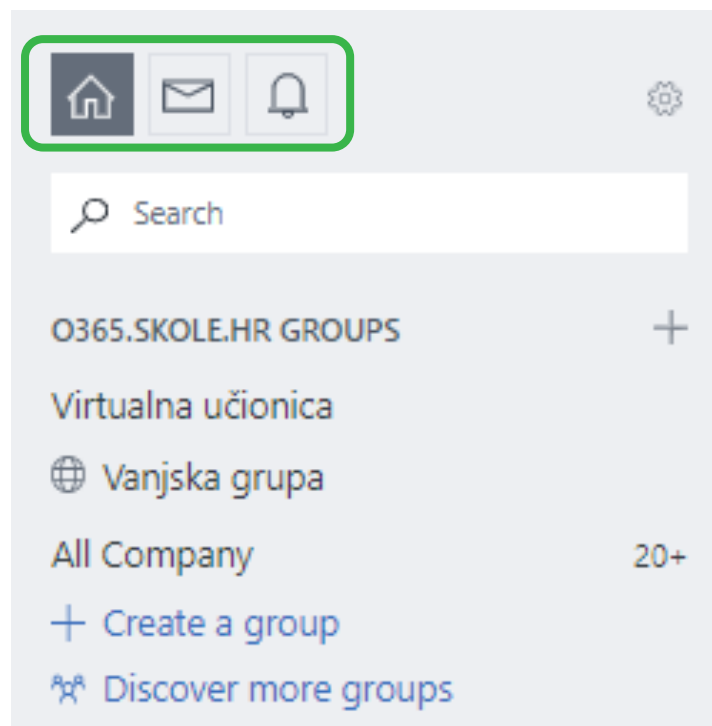 Search
O365.SKOLE.HR GROUPS
Virtualna učionica
Vanjska grupa
All Company 20+
Create a group
Discover more groups